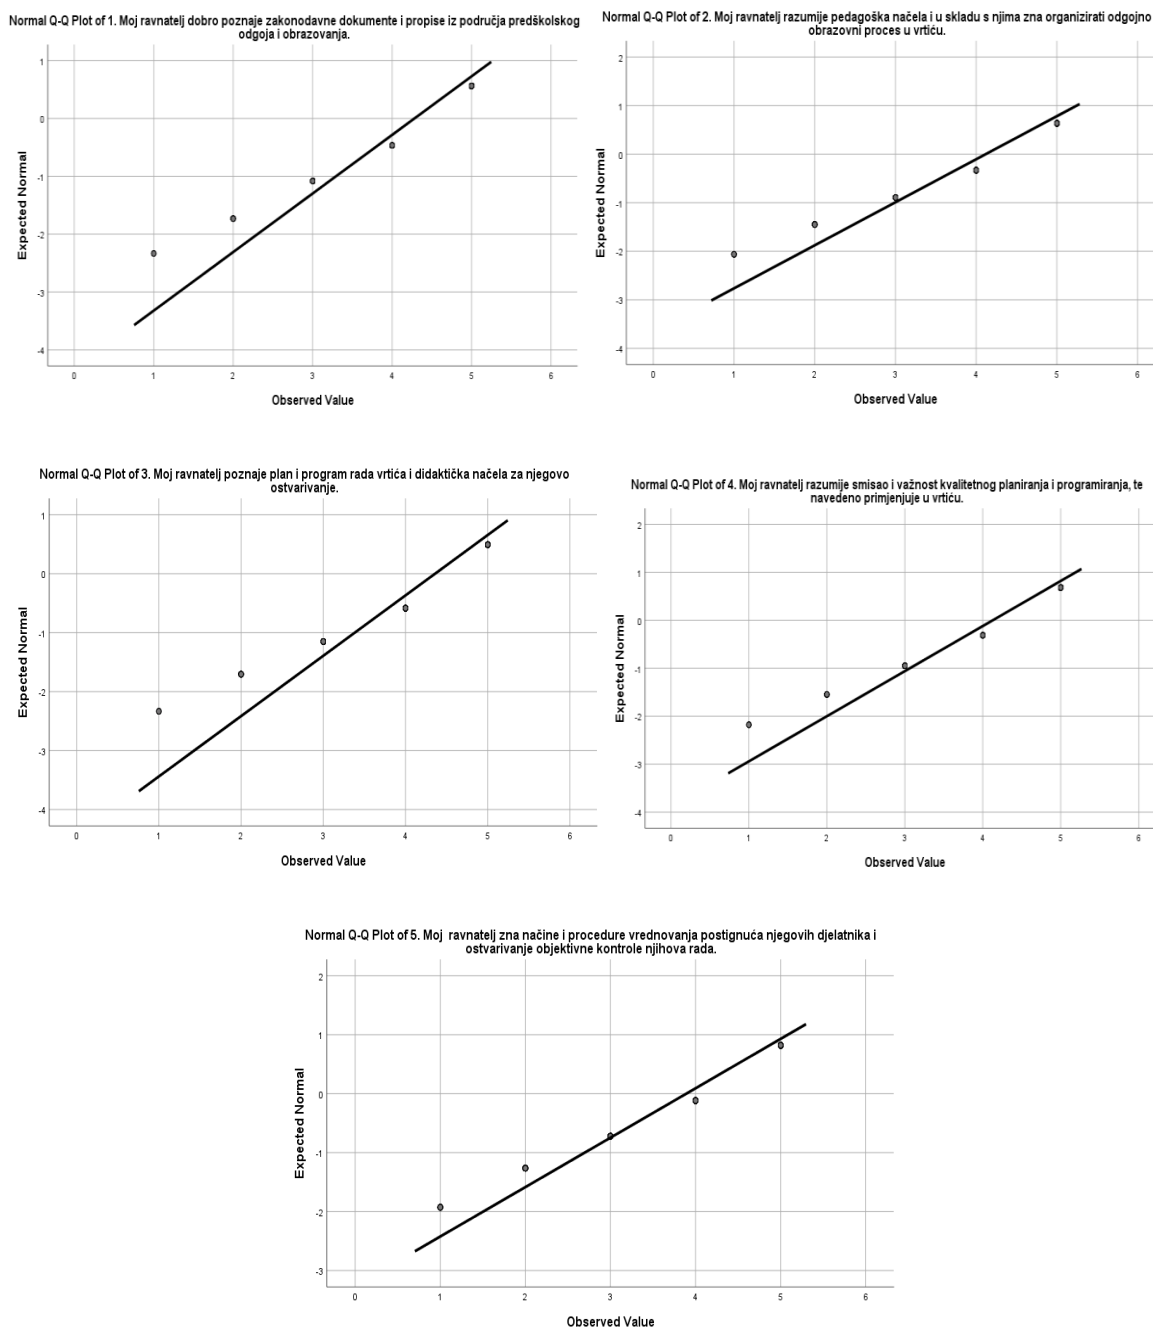 Normal Q-Q Plot of 1. Moj ravnatelj dobro poznaje zakonodavne dokumente i propise iz područja predškolskog
odgoja i obrazovanja.
1
0
-1
-2
-3
-4
Expected Normal
0 1 2 3 4 5 6
Observed Value
Normal Q-Q Plot of 2. Moj ravnatelj razumije pedagoška načela i u skladu s njima zna organizirati odgojno
obrazovni proces u vrtiću.
2
1
0
-1
-2
-3
-4
Expected Normal
0 1 2 3 4 5 6
Observed Value
Normal Q-Q Plot of 3. Moj ravnatelj poznaje plan i program rada vrtića i didaktička načela za njegovo
ostvarivanje.
1
0
-1
-2
-3
-4
Expected Normal
0 1 2 3 4 5 6
Observed Value
Normal Q-Q Plot of 4. Moj ravnatelj razumije smisao i važnost kvalitetnog planiranja i programiranja, te
navedeno primjenjuje u vrtiću.
2
1
0
-1
-2
-3
-4
Expected Normal
0 1 2 3 4 5 6
Observed Value
Normal Q-Q Plot of 5. Moj  ravnatelj zna načine i procedure vrednovanja postignuća njegovih djelatnika i
ostvarivanje objektivne kontrole njihova rada.
2
1
0
-1
-2
-3
Expected Normal
0 1 2 3 4 5 6
Observed Value